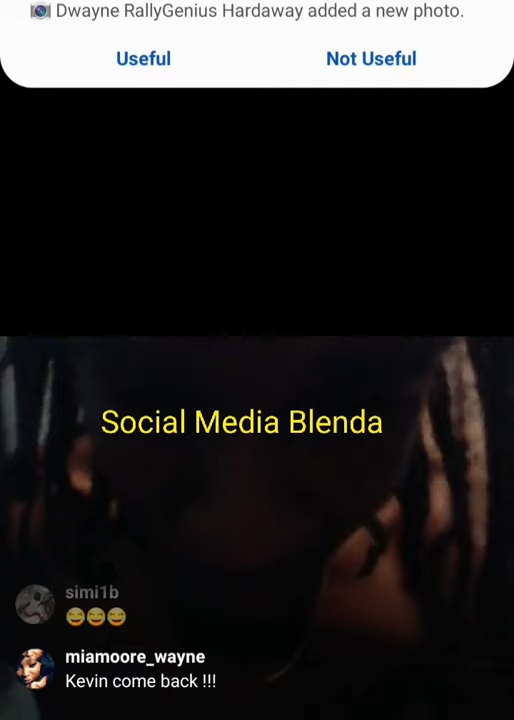 📷 Dwayne RallyGenius Hardaway added a new photo.
Useful Not Useful
Social Media Blenda
simi1b
😅😅😅
miamoore_wayne
Kevin come back !!!